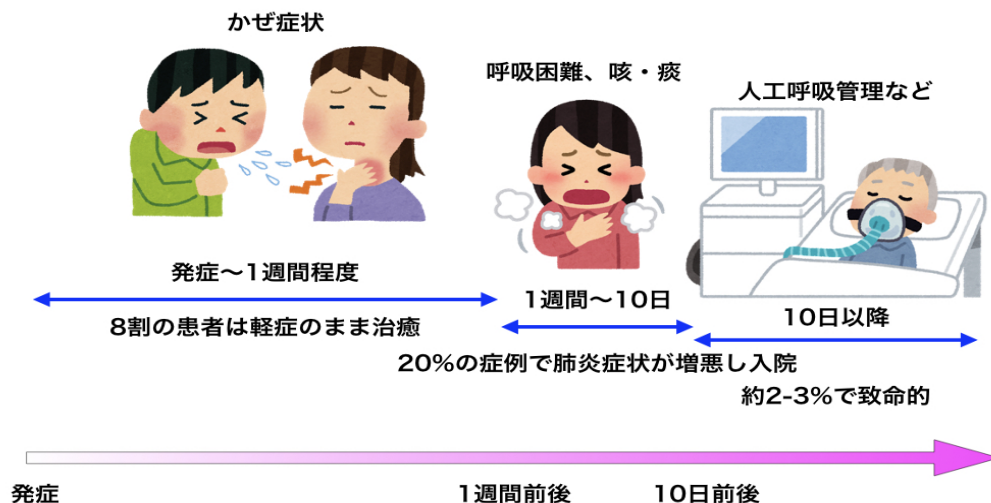 かぜ症状
呼吸困難、咳・痰
人工呼吸管理など
発症〜1週間程度
8割の患者は軽症のまま治癒
1週間〜10日
20%の症例で肺炎症状が増悪し入院
10日以降
約2-3%で致命的
発症
1週間前後
10日前後